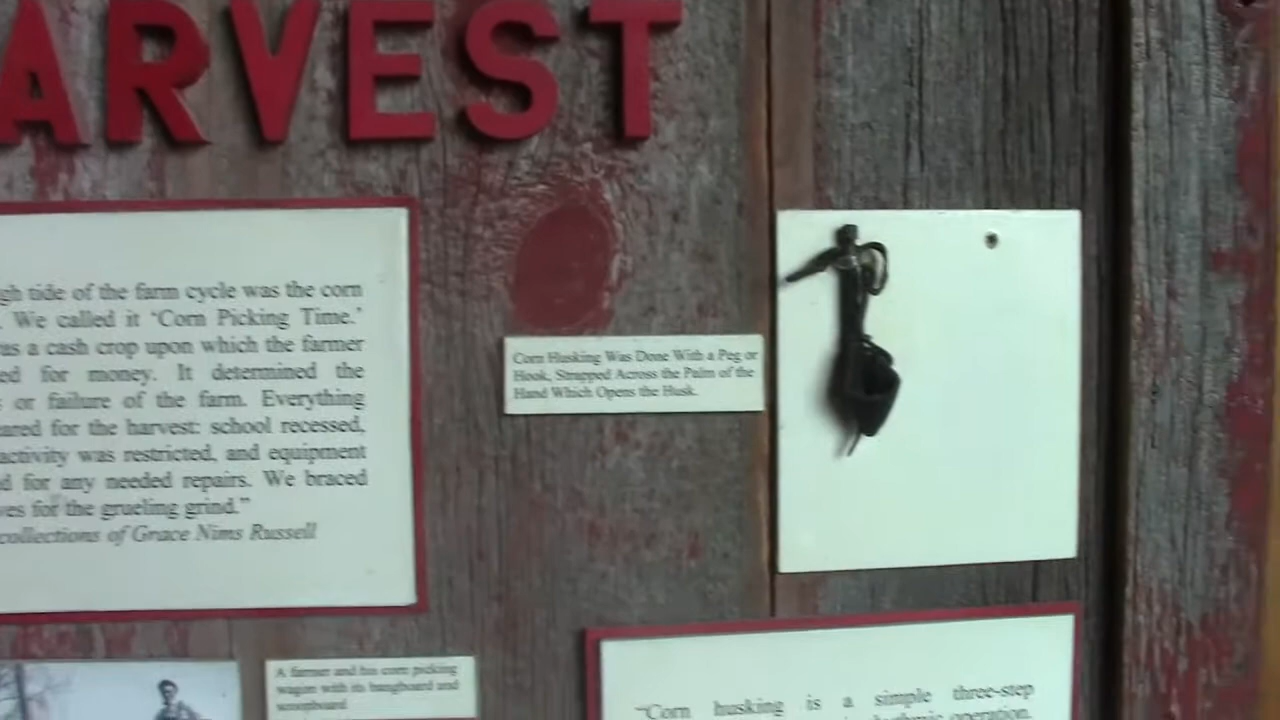 ARVEST
gh tide of the farm cycle was the corn
. We called it ‘Corn Picking Time.’
as a cash crop upon which the farmer
ed for money. It determined the
s or failure of the farm. Everything
ared for the harvest: school recessed,
activity was restricted, and equipment
d for any needed repairs. We braced
ves for the grueling grind.”
collections of Grace Nims Russell
Corn Husking Was Done With a Peg or
Hook, Strapped Across the Palm of the
Hand Which Opens the Husk.
A farmer and his corn picking
wagon with its bangboard and
scoopboard
“Corn husking is a simple three-step
operation.